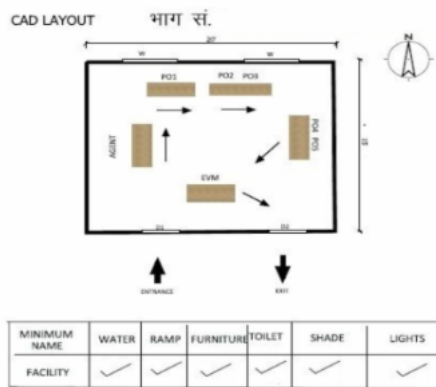 CAD LAYOUT भाग सं.
20'
N
W W
PO1 PO2 PO3
AGENT
PO4 PO5
EVM
D1 D2
ENTRANCE EXIT
MINIMUM NAME WATER RAMP FURNITURE TOILET SHADE LIGHTS
FACILITY